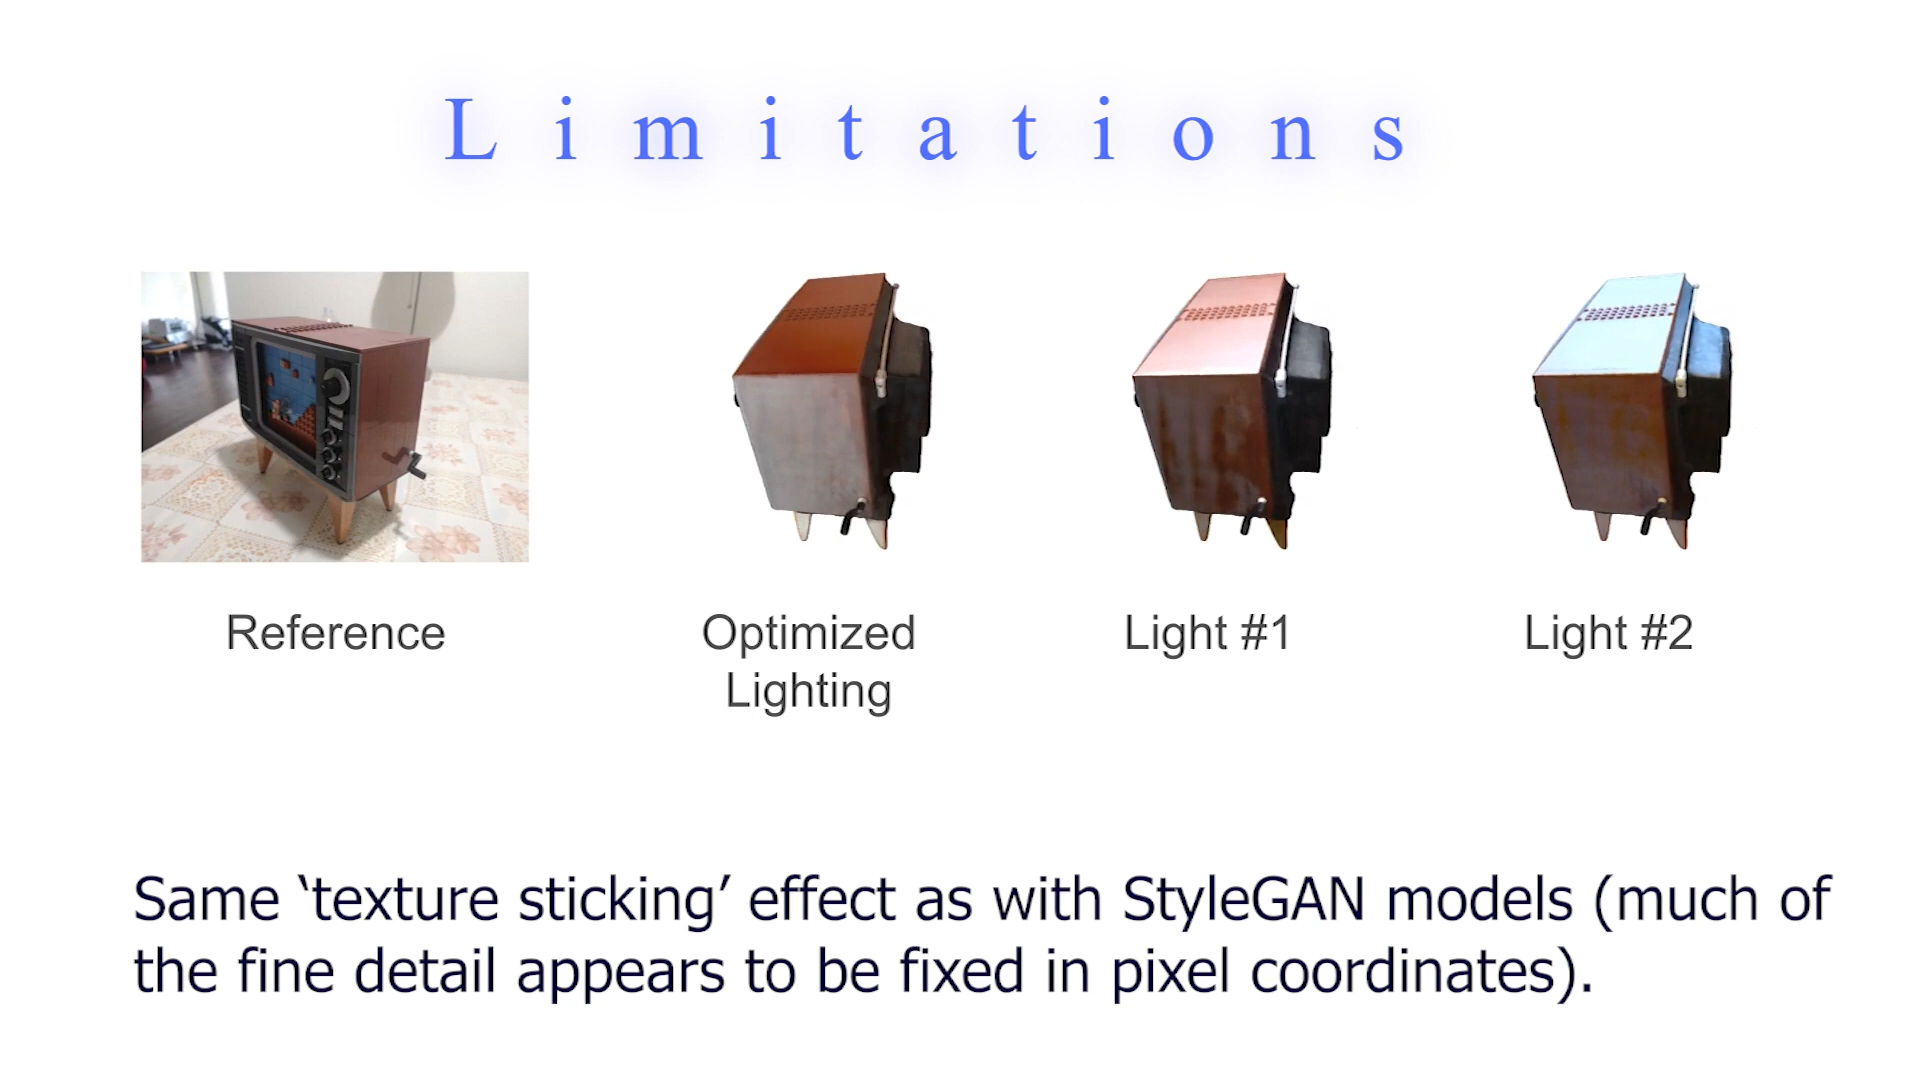 Limitations
Reference
Optimized
Lighting
Light #1
Light #2
Same ‘texture sticking’ effect as with StyleGAN models (much of
the fine detail appears to be fixed in pixel coordinates).